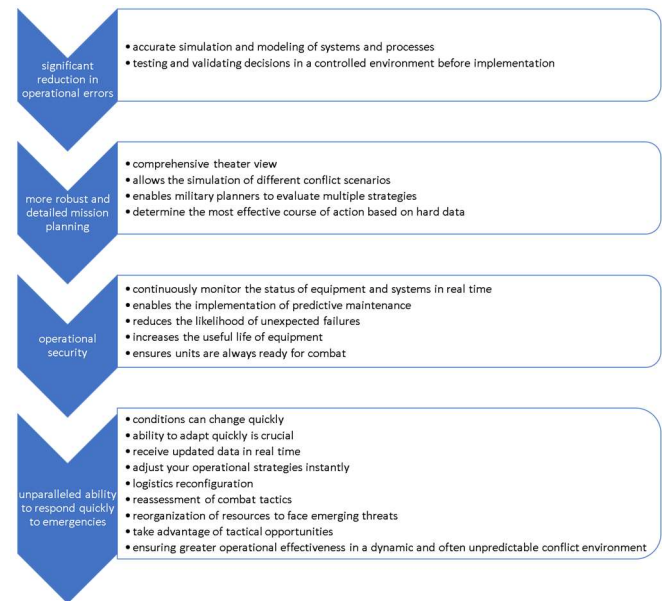 significant
reduction in
operational errors
• accurate simulation and modeling of systems and processes
• testing and validating decisions in a controlled environment before implementation
more robust and
detailed mission
planning
• comprehensive theater view
• allows the simulation of different conflict scenarios
• enables military planners to evaluate multiple strategies
• determine the most effective course of action based on hard data
operational
security
• continuously monitor the status of equipment and systems in real time
• enables the implementation of predictive maintenance
• reduces the likelihood of unexpected failures
• increases the useful life of equipment
• ensures units are always ready for combat
unparalleled ability
to respond quickly
to emergencies
• conditions can change quickly
• ability to adapt quickly is crucial
• receive updated data in real time
• adjust your operational strategies instantly
• logistics reconfiguration
• reassessment of combat tactics
• reorganization of resources to face emerging threats
• take advantage of tactical opportunities
• ensuring greater operational effectiveness in a dynamic and often unpredictable conflict environment